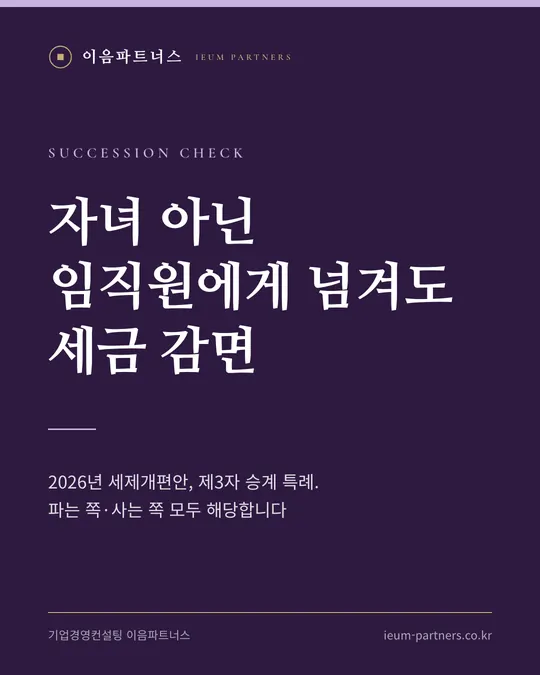 이음파트너스 IEUM PARTNERS
SUCCESSION CHECK
자녀 아닌
임직원에게 넘겨도
세금 감면
2026년 세제개편안, 제3자 승계 특례.
파는 쪽·사는 쪽 모두 해당합니다
기업경영컨설팅 이음파트너스
ieum-partners.co.kr